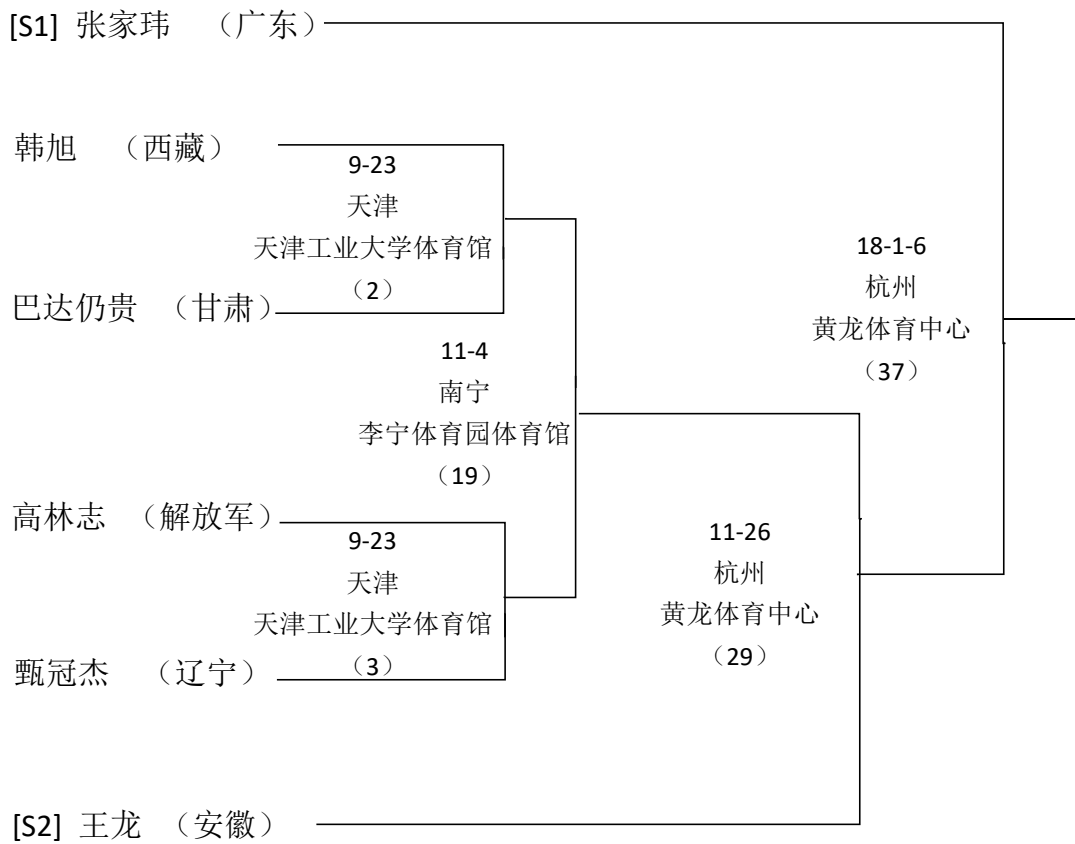 [S1] 张家玮 （广东）
韩旭 （西藏）
9-23
天津
天津工业大学体育馆
（2）
巴达仍贵 （甘肃）
18-1-6
杭州
黄龙体育中心
（37）
11-4
南宁
李宁体育园体育馆
（19）
高林志 （解放军）
9-23
天津
天津工业大学体育馆
（3）
甄冠杰 （辽宁）
11-26
杭州
黄龙体育中心
（29）
[S2] 王龙 （安徽）